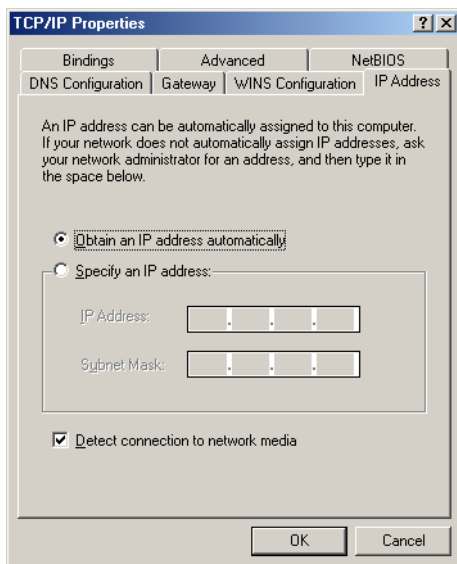 TCP/IP Properties
Bindings Advanced NetBIOS
DNS Configuration Gateway WINS Configuration IP Address
An IP address can be automatically assigned to this computer.
If your network does not automatically assign IP addresses, ask
your network administrator for an address, and then type it in
the space below.
Obtain an IP address automatically
Specify an IP address:
IP Address:
Subnet Mask:
Detect connection to network media
OK Cancel